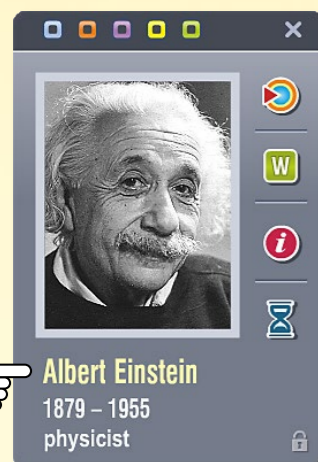 W
i
Albert Einstein
1879 – 1955
physicist